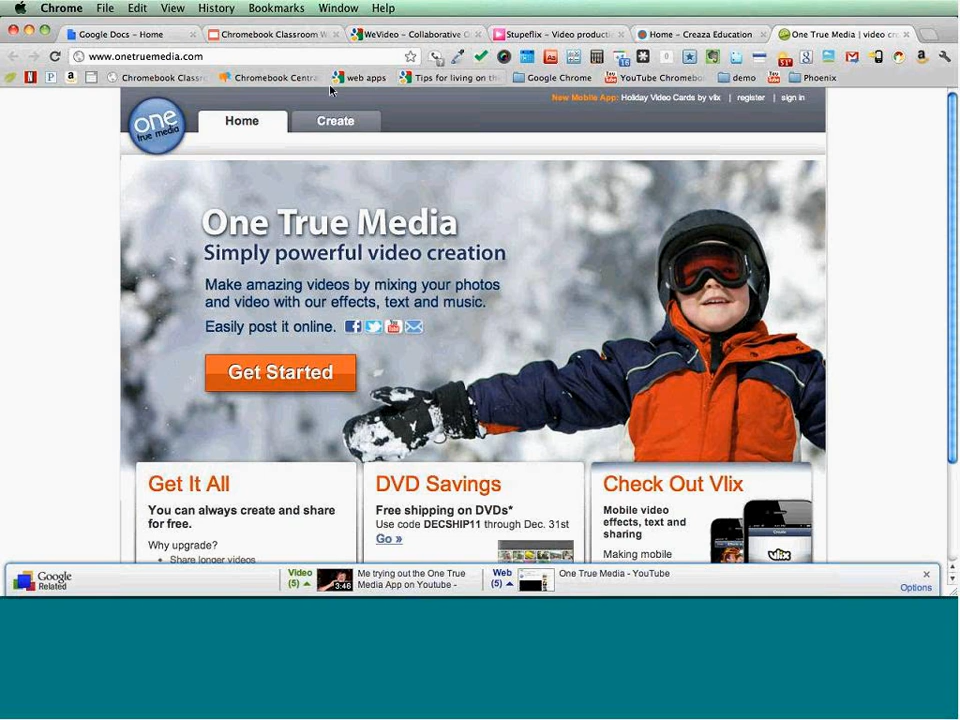 Chrome File Edit View History Bookmarks Window Help
Google Docs - Home
Chromebook Classroom W
WeVideo - Collaborative O
Stupeflix - Video producti
Home - Creaza Education
One True Media | video cr
www.onetruemedia.com
Chromebook Classr
Chromebook Centra
web apps
Tips for living on th
Google Chrome
YouTube Chromebo
demo
Phoenix
New Mobile App: Holiday Video Cards by vlix | register | sign in
one
true media
Home
Create
One True Media
Simply powerful video creation
Make amazing videos by mixing your photos
and video with our effects, text and music.
Easily post it online.
Get Started
Get It All
You can always create and share
for free.
Why upgrade?
Share longer videos
DVD Savings
Free shipping on DVDs*
Use code DECSHIP11 through Dec. 31st
Go »
Check Out Vlix
Mobile video
effects, text and
sharing
Making mobile
vlix
Google
Related
Video
(5)
3:46
Me trying out the One True
Media App on Youtube -
Web
(5)
One True Media - YouTube
Options